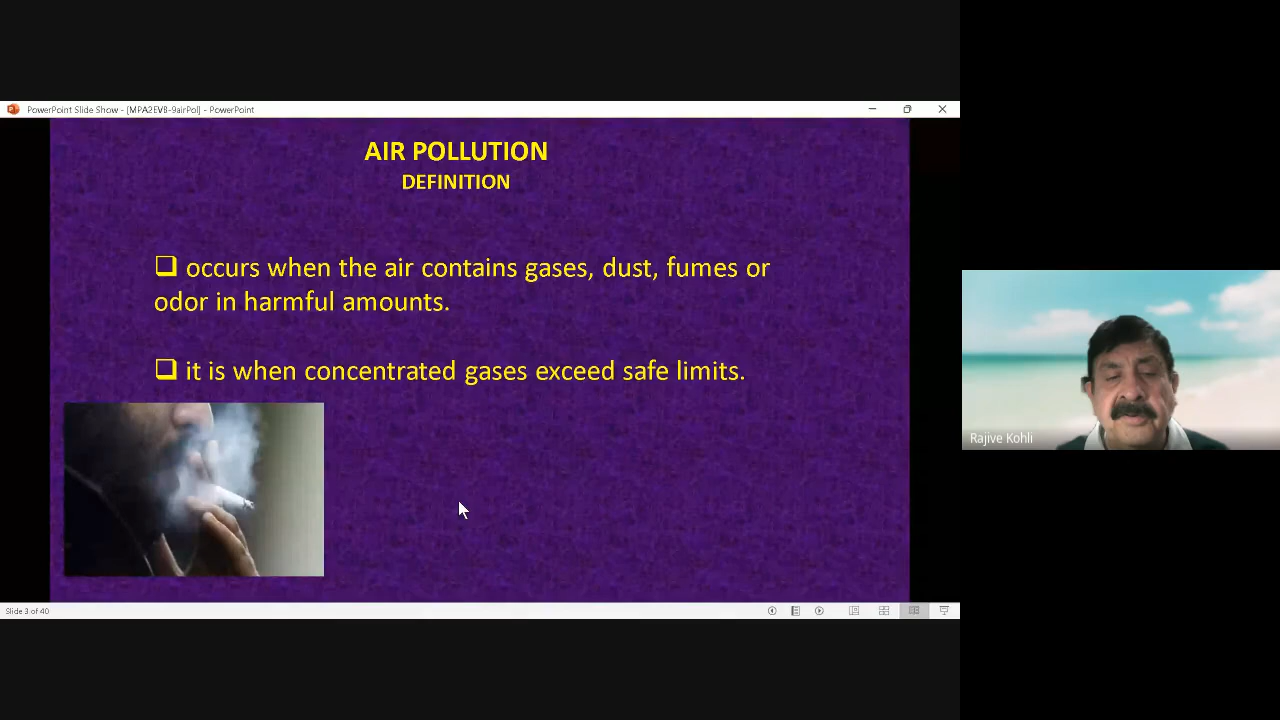 PowerPoint Slide Show - [MPA2EVB-9airPol] - PowerPoint
AIR POLLUTION
DEFINITION
occurs when the air contains gases, dust, fumes or
odor in harmful amounts.
it is when concentrated gases exceed safe limits.
Rajive Kohli
Slide 3 of 40